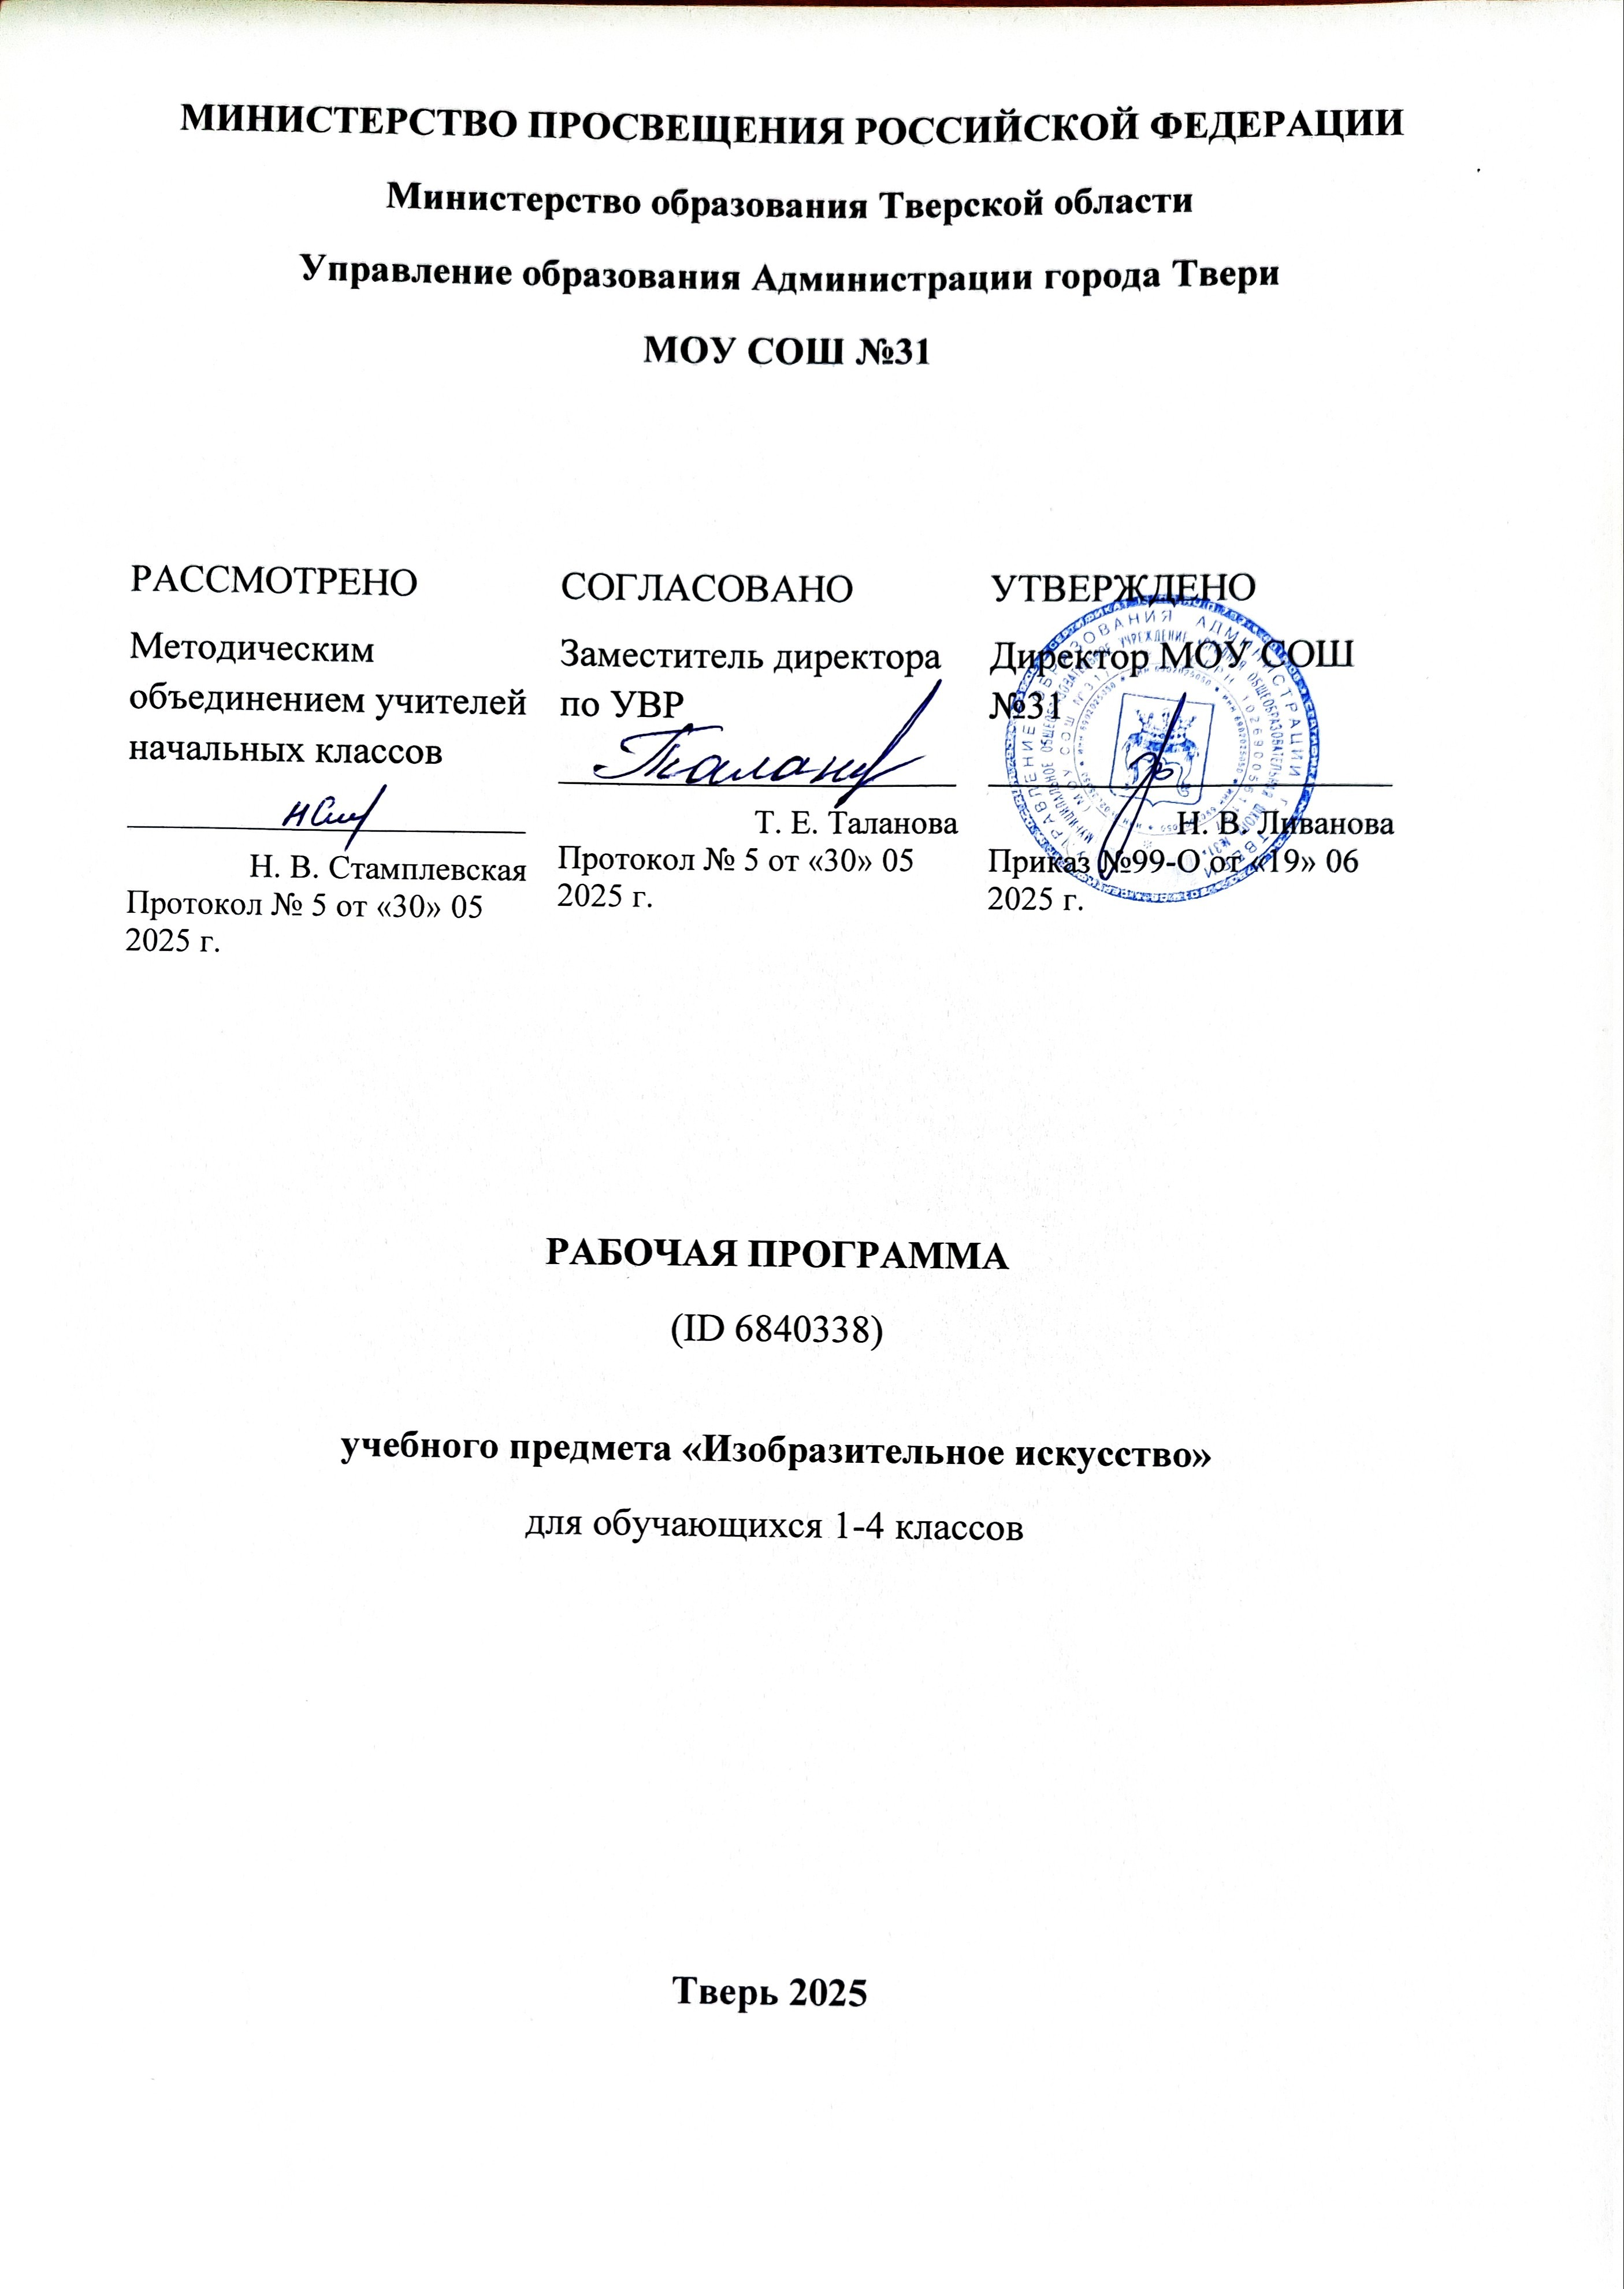 МИНИСТЕРСТВО ПРОСВЕЩЕНИЯ РОССИЙСКОЙ ФЕДЕРАЦИИ
Министерство образования Тверской области
Управление образования Администрации города Твери
МОУ СОШ №31
РАССМОТРЕНО
Методическим
объединением учителей
начальных классов
Н. В. Стамплевская
Протокол № 5 от «30» 05
2025 г.
СОГЛАСОВАНО
Заместитель директора
по УВР
Т. Е. Таланова
Протокол № 5 от «30» 05
2025 г.
УТВЕРЖДЕНО
Директор МОУ СОШ
№31
Н. В. Ливанова
Приказ №99-О от «19» 06
2025 г.
РАБОЧАЯ ПРОГРАММА
(ID 6840338)
учебного предмета «Изобразительное искусство»
для обучающихся 1-4 классов
Тверь 2025